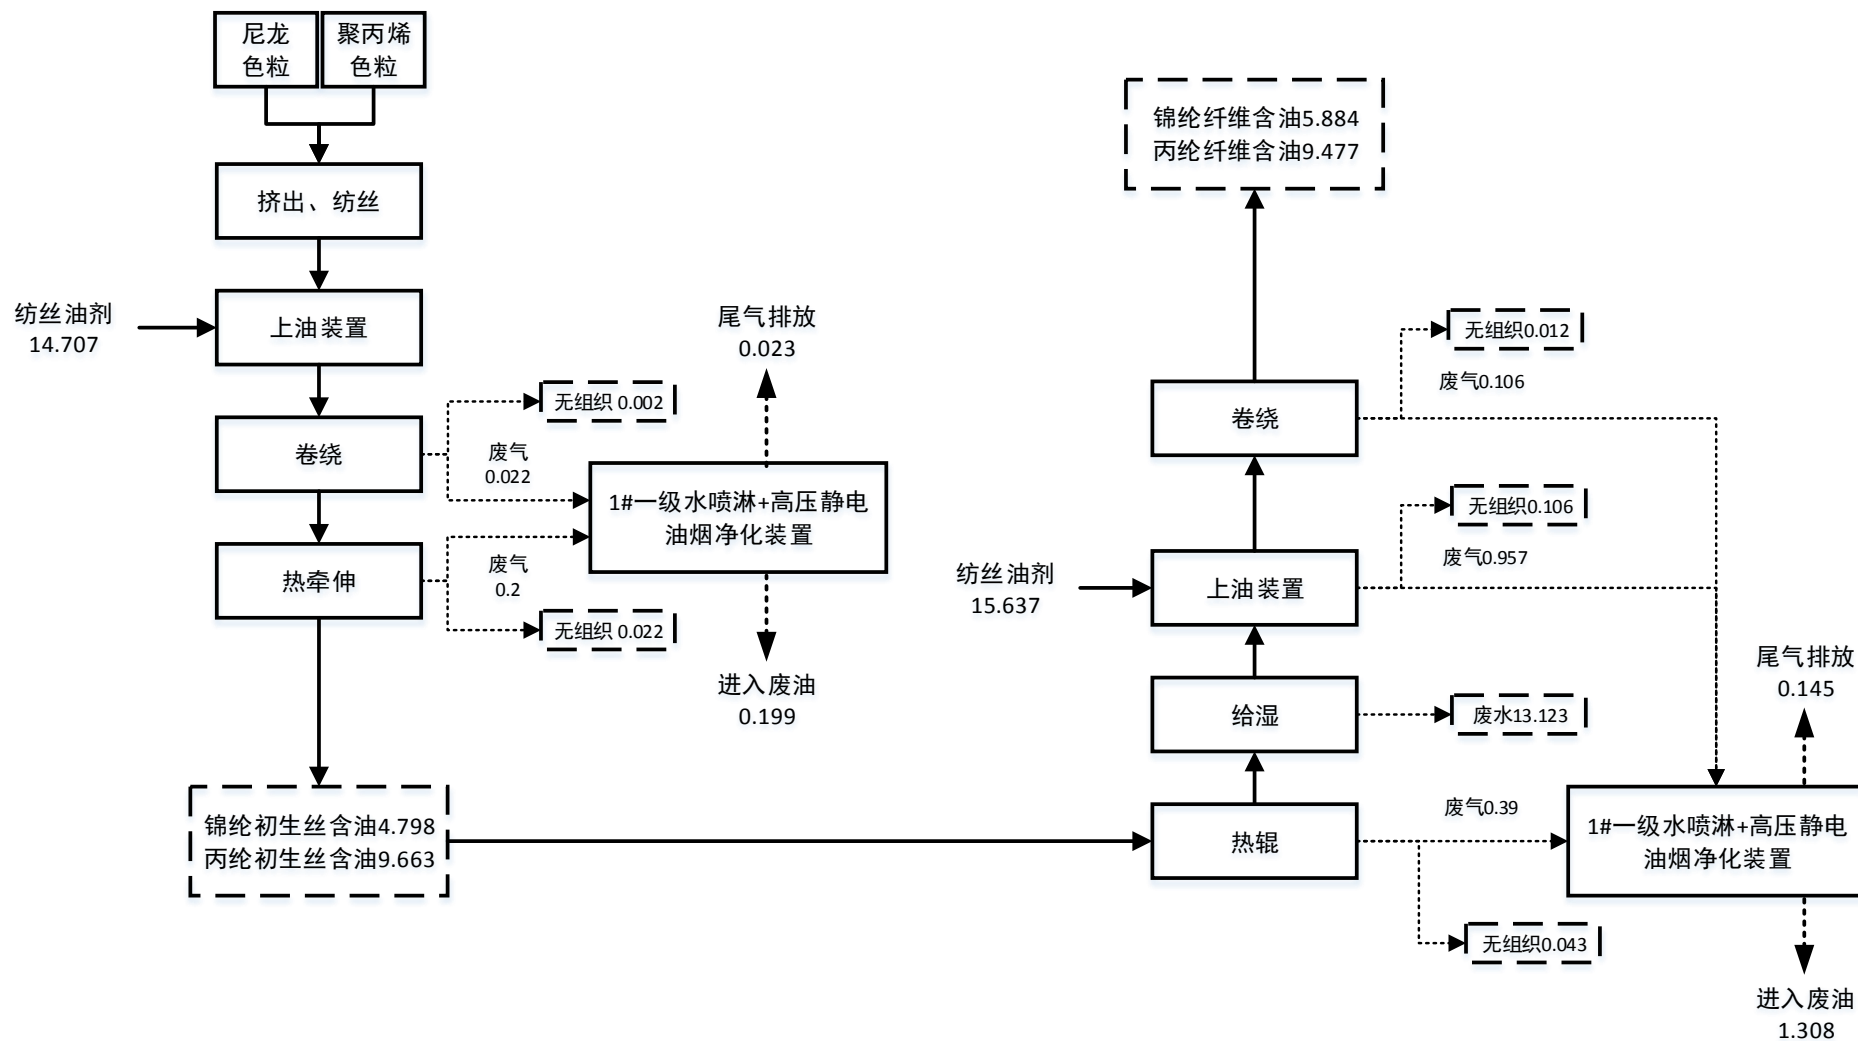 尼龙
色粒
聚丙烯
色粒
挤出、纺丝
纺丝油剂
14.707
上油装置
卷绕
无组织 0.002
废气
0.022
尾气排放
0.023
1#一级水喷淋+高压静电
油烟净化装置
热牵伸
废气
0.2
无组织 0.022
进入废油
0.199
锦纶初生丝含油4.798
丙纶初生丝含油9.663
锦纶纤维含油5.884
丙纶纤维含油9.477
无组织0.012
废气0.106
卷绕
无组织0.106
废气0.957
纺丝油剂
15.637
上油装置
给湿
废水13.123
尾气排放
0.145
热辊
废气0.39
1#一级水喷淋+高压静电
油烟净化装置
无组织0.043
进入废油
1.308